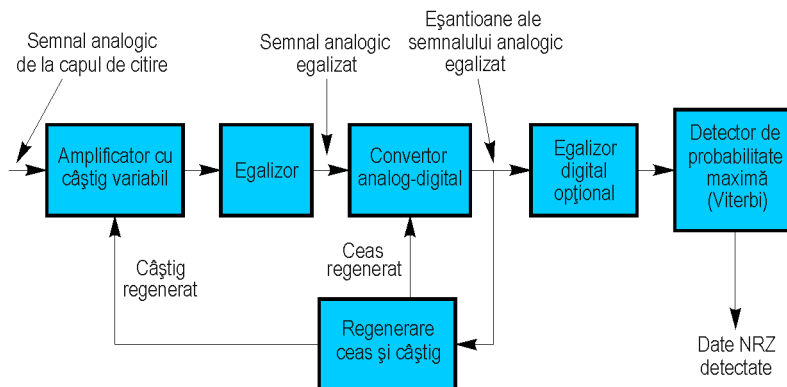 Semnal analogic
de la capul de citire
Semnal analogic
egalizat
Eşantioane ale
semnalului analogic
egalizat
Amplificator cu
câştig variabil
Egalizor
Convertor
analog-digital
Egalizor
digital
opţional
Detector de
probabilitate
maximă
(Viterbi)
Câştig
regenerat
Ceas
regenerat
Regenerare
ceas şi câştig
Date NRZ
detectate